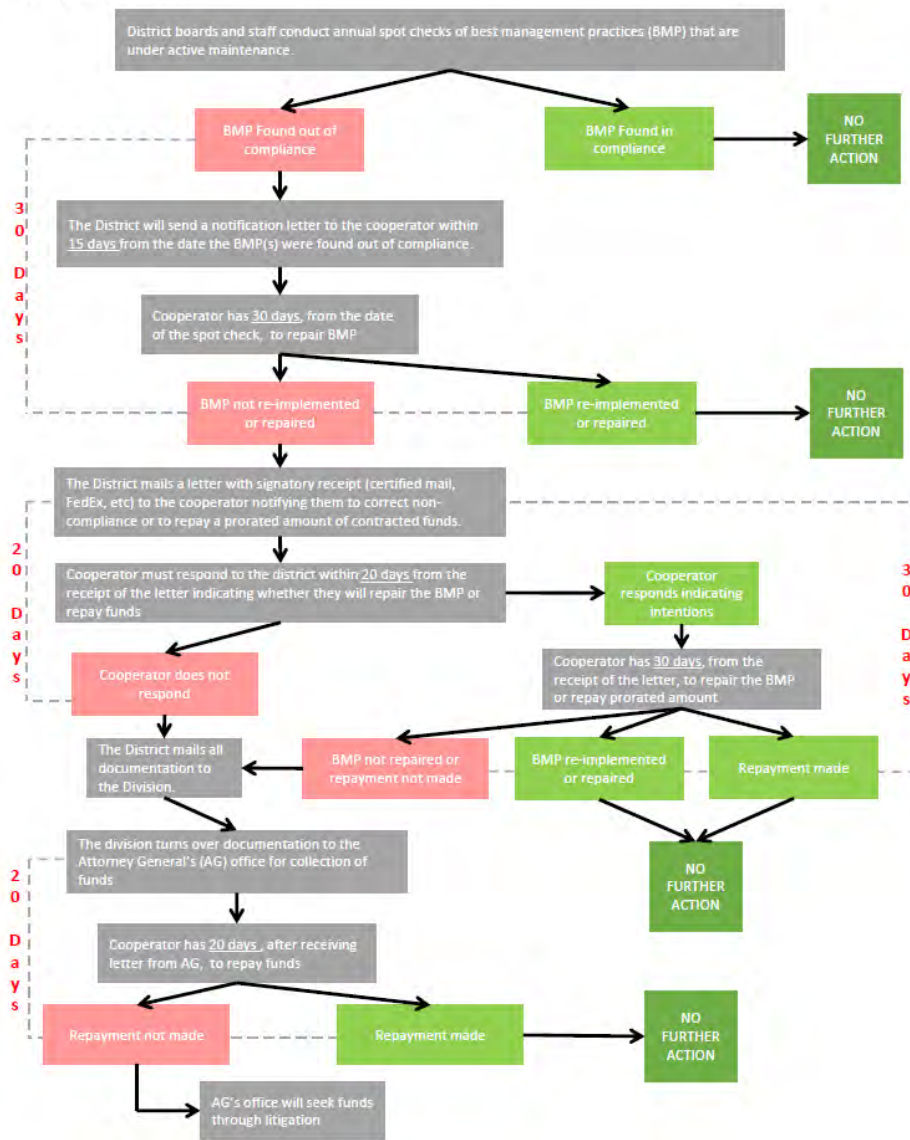 District boards and staff conduct annual spot checks of best management practices (BMP) that are
under active maintenance.
BMP Found out of
compliance
BMP Found in
compliance
NO
FURTHER
ACTION
30 Days
The District will send a notification letter to the cooperator within
15 days from the date the BMP(s) were found out of compliance.
Cooperator has 30 days, from the date
of the spot check, to repair BMP
BMP not re-implemented
or repaired
BMP re-implemented
or repaired
NO
FURTHER
ACTION
The District mails a letter with signatory receipt (certified mail,
FedEx, etc) to the cooperator notifying them to correct non-
compliance or to repay a prorated amount of contracted funds.
20 Days
Cooperator must respond to the district within 20 days from the
receipt of the letter indicating whether they will repair the BMP or
repay funds
Cooperator
responds indicating
intentions
30 Days
Cooperator does not
respond
Cooperator has 30 days, from the
receipt of the letter, to repair the BMP
or repay prorated amount
The District mails all
documentation to
the Division.
BMP not repaired or
repayment not made
BMP re-implemented
or repaired
Repayment made
The division turns over documentation to the
Attorney General's (AG) office for collection of
funds
NO
FURTHER
ACTION
20 Days
Cooperator has 20 days , after receiving
letter from AG, to repay funds
Repayment not made
Repayment made
NO
FURTHER
ACTION
AG's office will seek funds
through litigation